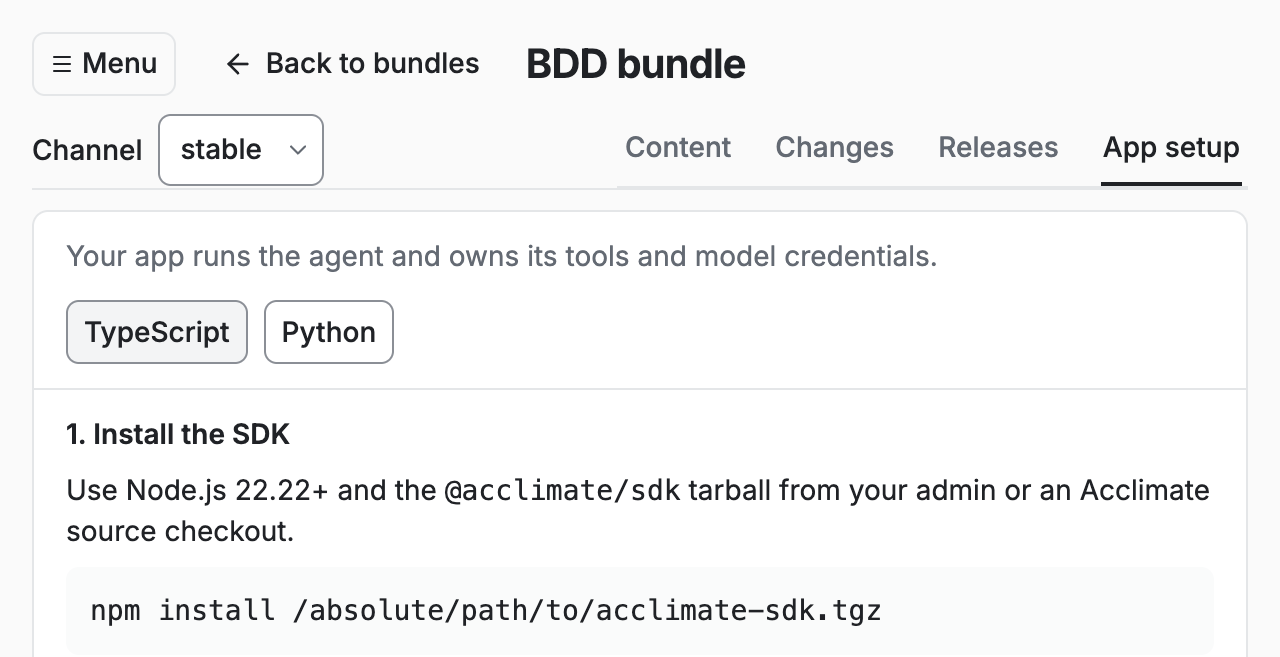 Menu
Back to bundles
BDD bundle
Channel
stable
Content
Changes
Releases
App setup
Your app runs the agent and owns its tools and model credentials.
TypeScript
Python
1. Install the SDK
Use Node.js 22.22+ and the @acclimate/sdk tarball from your admin or an Acclimate
source checkout.
npm install /absolute/path/to/acclimate-sdk.tgz